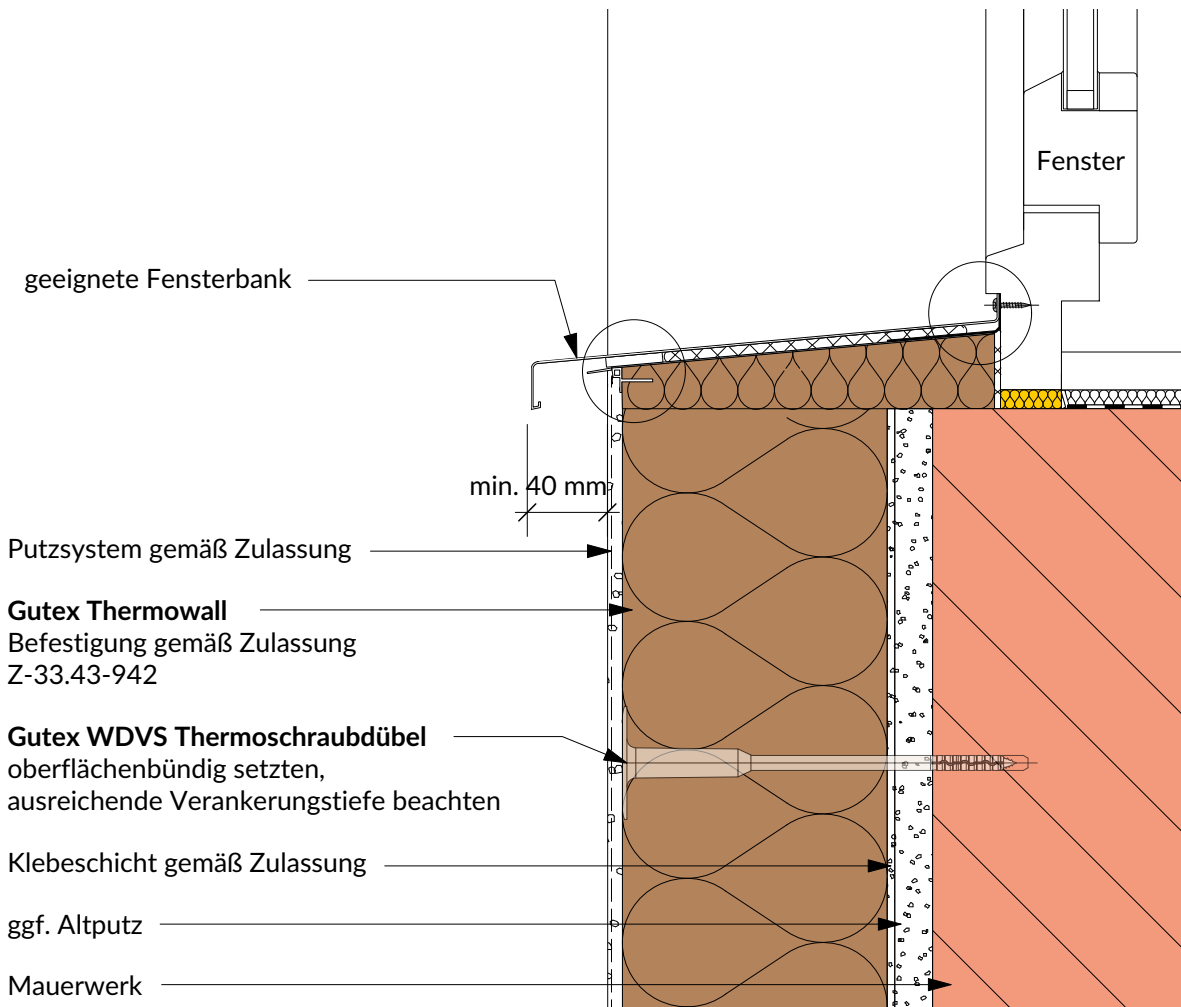 Fenster
geeignete Fensterbank
min. 40 mm
Putzsystem gemäß Zulassung
Gutex Thermowall
Befestigung gemäß Zulassung
Z-33.43-942
Gutex WDVS Thermoschraubdübel
oberflächenbündig setzten,
ausreichende Verankerungstiefe beachten
Klebeschicht gemäß Zulassung
ggf. Altputz
Mauerwerk